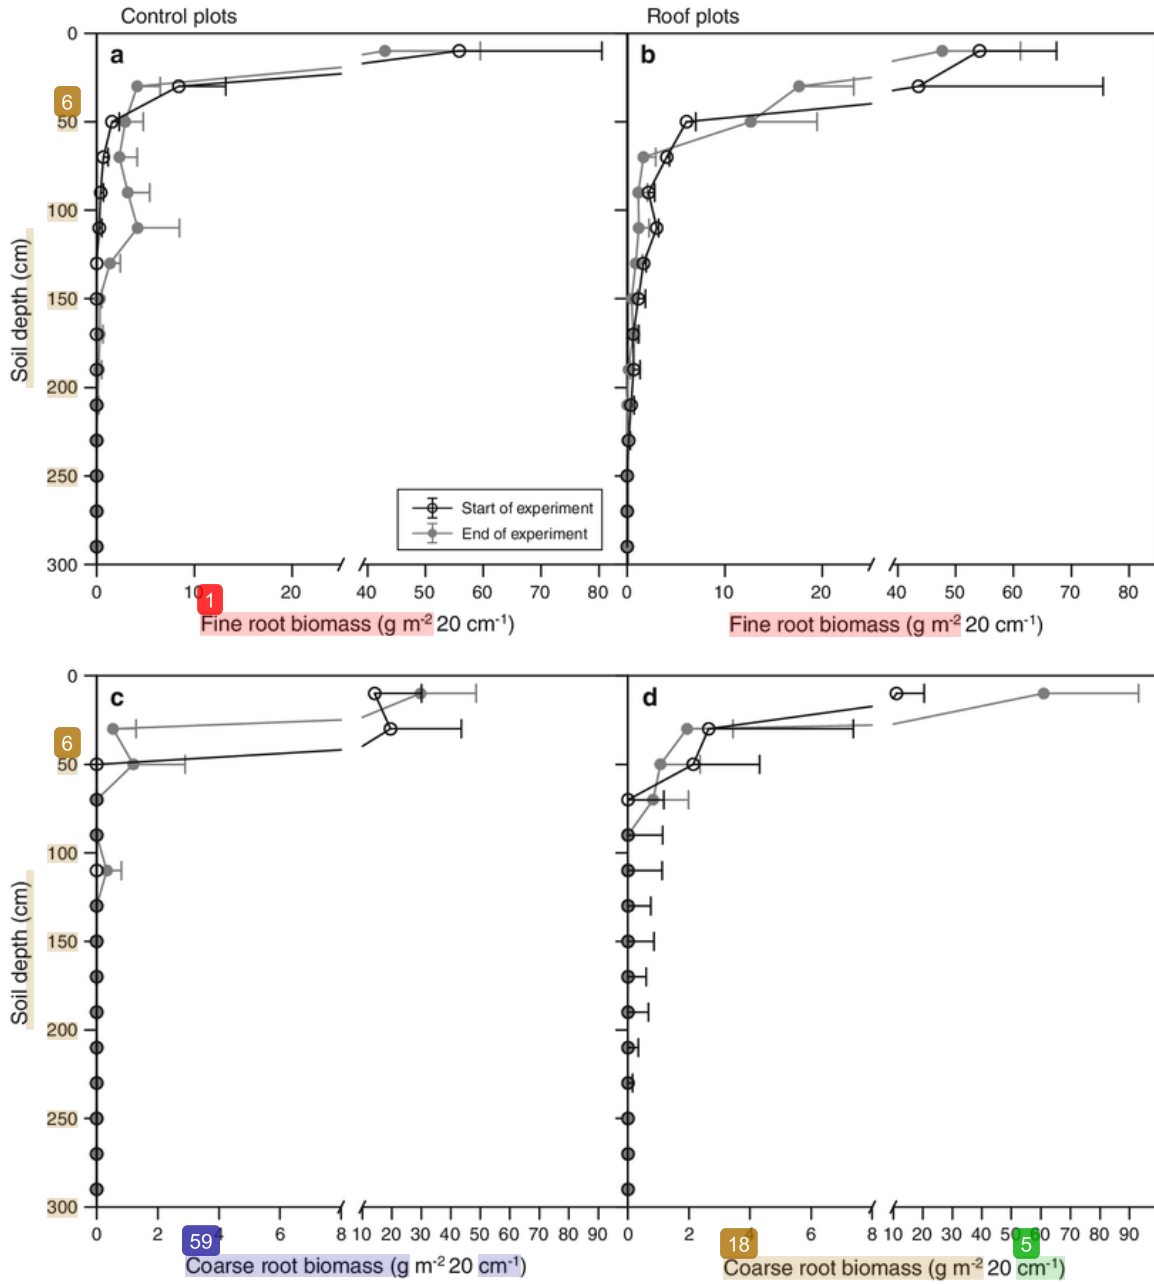 Control plots
Roof plots
a
b
0
6
50
100
150
200
250
300
Soil depth (cm)
Start of experiment
End of experiment
0 10 20 40 50 60 70 80
0 10 20 40 50 60 70 80
1
Fine root biomass (g m⁻² 20 cm⁻¹)
Fine root biomass (g m⁻² 20 cm⁻¹)
c
d
0
6
50
100
150
200
250
300
Soil depth (cm)
0 2 4 6 8 10 20 30 40 50 60 70 80 90
0 2 4 6 8 10 20 30 40 50 60 70 80 90
59
18
5
Coarse root biomass (g m⁻² 20 cm⁻¹)
Coarse root biomass (g m⁻² 20 cm⁻¹)